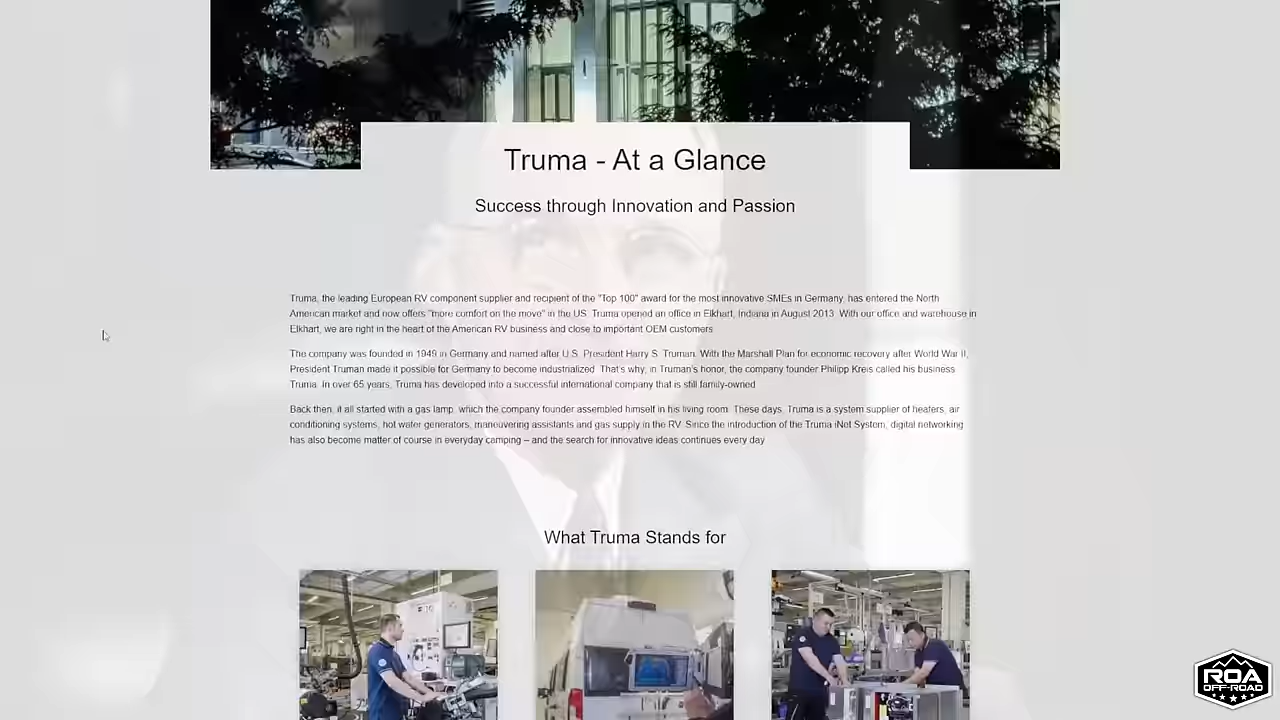 Truma - At a Glance
Success through Innovation and Passion
Truma, the leading European RV component supplier and recipient of the "Top 100" award for the most innovative SMEs in Germany, has entered the North
American market and now offers "more comfort on the move" in the US. Truma opened an office in Elkhart, Indiana in August 2013. With our office and warehouse in
Elkhart, we are right in the heart of the American RV business and close to important OEM customers.
The company was founded in 1949 in Germany and named after U.S. President Harry S. Truman. With the Marshall Plan for economic recovery after World War II,
President Truman made it possible for Germany to become industrialized. That's why, in Truman's honor, the company founder Philipp Kreis called his business
Truma. In over 65 years, Truma has developed into a successful international company that is still family-owned.
Back then, it all started with a gas lamp, which the company founder assembled himself in his living room. These days, Truma is a system supplier of heaters, air
conditioning systems, hot water generators, maneuvering assistants and gas supply in the RV. Since the introduction of the Truma iNet System, digital networking
has also become matter of course in everyday camping – and the search for innovative ideas continues every day.
What Truma Stands for
ROA
OFF-ROAD